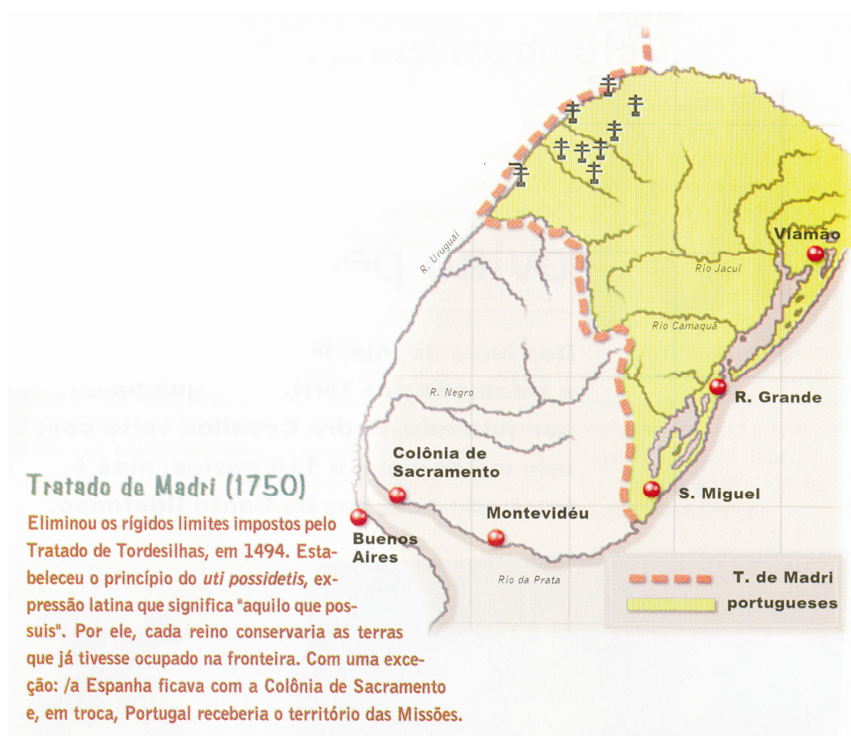 Viamão
R. Uruguai
Rio Jacuí
Rio Camaquã
R. Negro
R. Grande
Colônia de
Sacramento
S. Miguel
Montevidéu
Buenos
Aires
Rio da Prata
T. de Madri
portugueses
Tratado de Madri (1750)
Eliminou os rígidos limites impostos pelo
Tratado de Tordesilhas, em 1494. Esta-
beleceu o princípio do uti possidetis, ex-
pressão latina que significa "aquilo que pos-
suis". Por ele, cada reino conservaria as terras
que já tivesse ocupado na fronteira. Com uma exce-
ção: /a Espanha ficava com a Colônia de Sacramento
e, em troca, Portugal receberia o território das Missões.